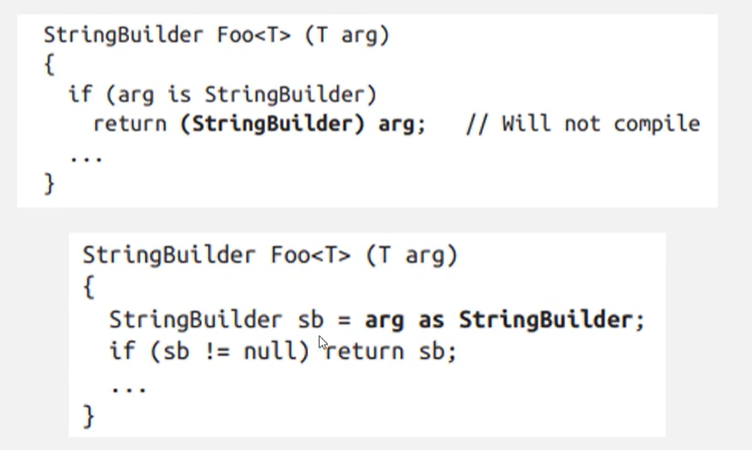 StringBuilder Foo<T> (T arg)
{
if (arg is StringBuilder)
return (StringBuilder) arg;   // Will not compile
...
}
StringBuilder Foo<T> (T arg)
{
StringBuilder sb = arg as StringBuilder;
if (sb != null) return sb;
...
}